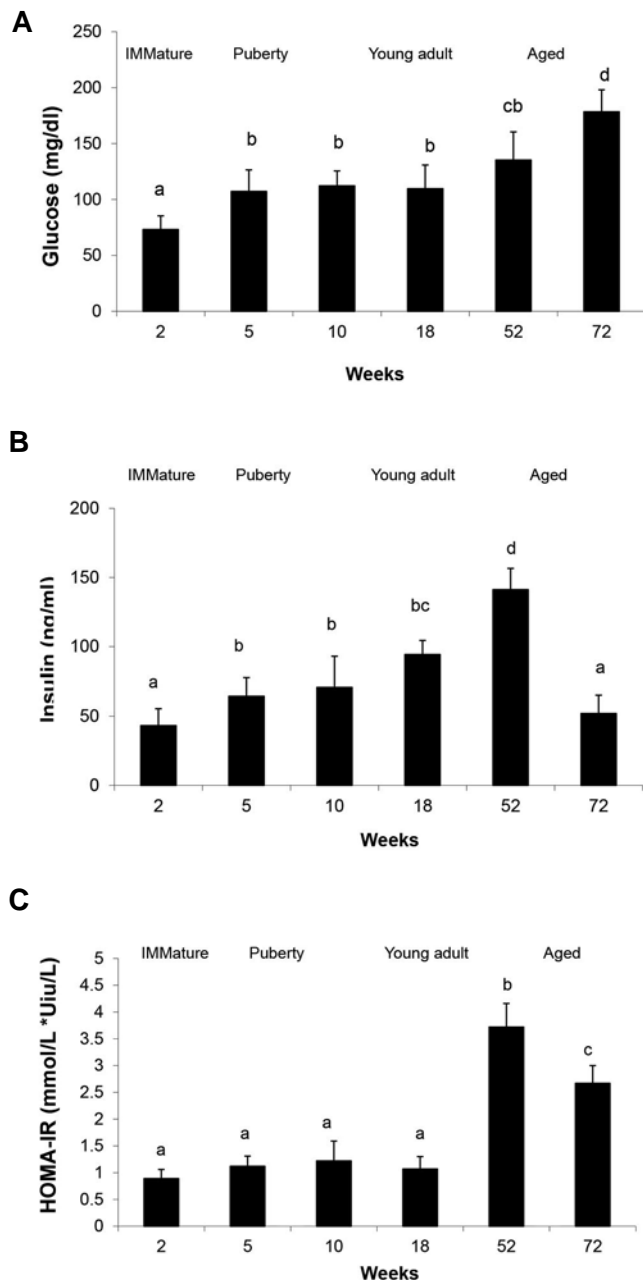 A
250
200
150
100
50
0
Glucose (mg/dl)
IMMature Puberty Young adult Aged
a b b b cb d
2 5 10 18 52 72
Weeks
B
200
150
100
50
0
Insulin (ng/ml)
IMMature Puberty Young adult Aged
a b b bc d a
2 5 10 18 52 72
Weeks
C
5
4.5
4
3.5
3
2.5
2
1.5
1
0.5
0
HOMA-IR (mmol/L *Uiu/L)
IMMature Puberty Young adult Aged
a a a a b c
2 5 10 18 52 72
Weeks